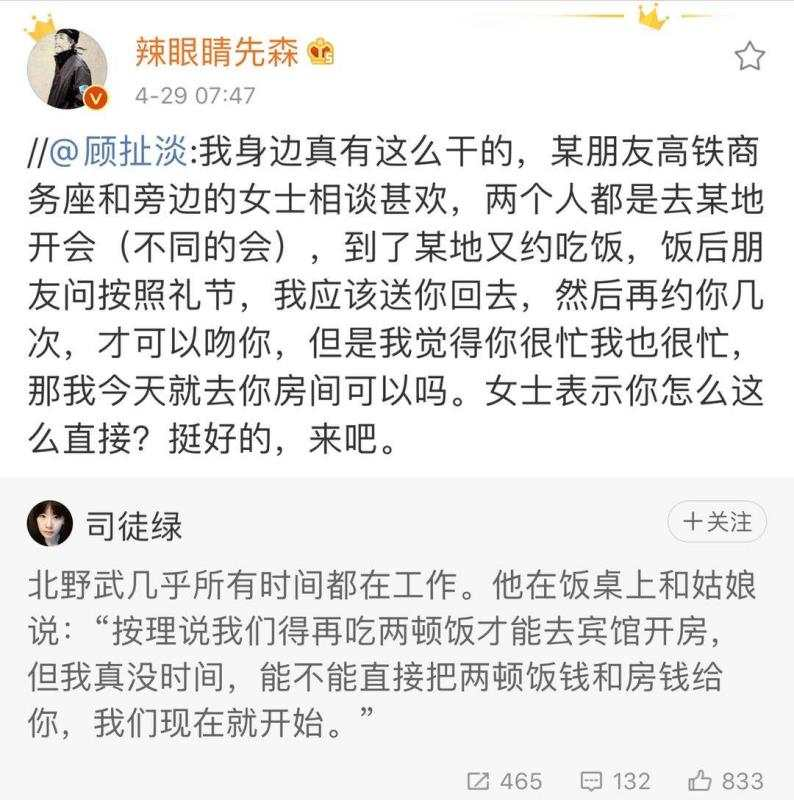 辣眼睛先森
4-29 07:47
//@顾扯淡:我身边真有这么干的，某朋友高铁商
务座和旁边的女士相谈甚欢，两个人都是去某地
开会（不同的会），到了某地又约吃饭，饭后朋
友问按照礼节，我应该送你回去，然后再约你几
次，才可以吻你，但是我觉得你很忙我也很忙，
那我今天就去你房间可以吗。女士表示你怎么这
么直接？挺好的，来吧。
司徒绿
＋关注
北野武几乎所有时间都在工作。他在饭桌上和姑娘
说：“按理说我们得再吃两顿饭才能去宾馆开房，
但我真没时间，能不能直接把两顿饭钱和房钱给
你，我们现在就开始。”
465 132 833